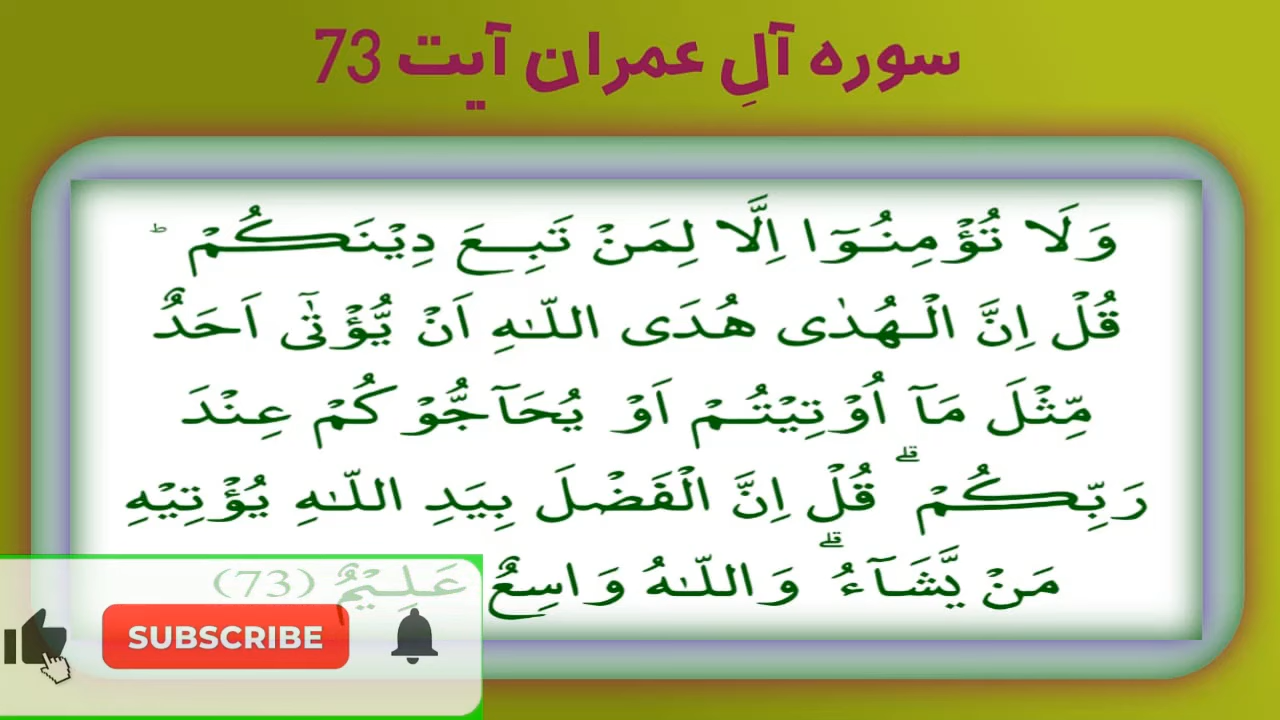 سورہ آلِ عمران آیت 73
وَلَا تُؤۡمِنُوۡۤا اِلَّا لِمَنۡ تَبِعَ دِيۡنَكُمۡ ؕ
قُلۡ اِنَّ الۡهُدٰى هُدَى اللّٰهِ اَنۡ يُّؤۡتٰٓى اَحَدٌ
مِّثۡلَ مَاۤ اُوۡتِيۡتُمۡ اَوۡ يُحَآجُّوۡكُمۡ عِنۡدَ
رَبِّكُمۡ ۗ قُلۡ اِنَّ الۡفَضۡلَ بِيَدِ اللّٰهِ يُؤۡتِيۡهِ
مَنۡ يَّشَآءُ ۗ وَاللّٰهُ وَاسِعٌ عَلِيۡمٌ (73)
SUBSCRIBE